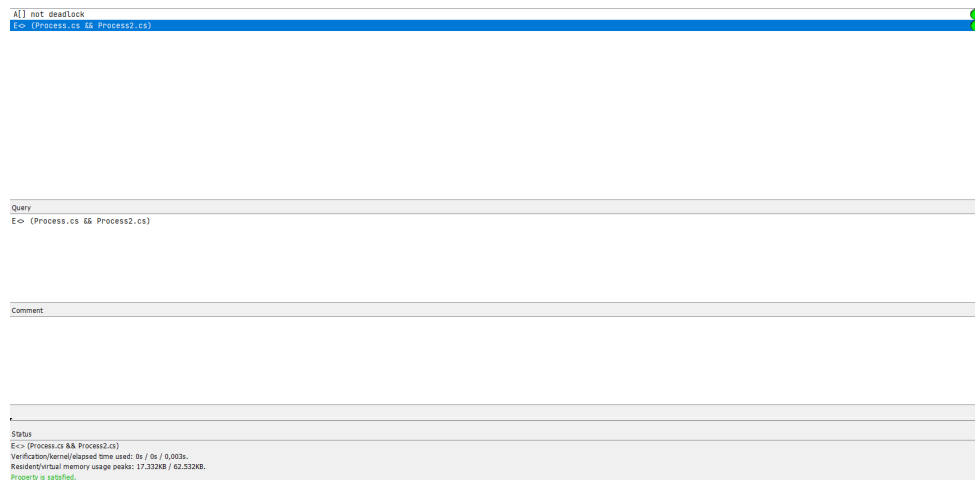 A[] not deadlock
E<> (Process.cs && Process2.cs)
Query
E<> (Process.cs && Process2.cs)
Comment
Status
E<> (Process.cs && Process2.cs)
Verification/kernel/elapsed time used: 0s / 0s / 0,003s.
Resident/virtual memory usage peaks: 17.332KB / 62.532KB.
Property is satisfied.